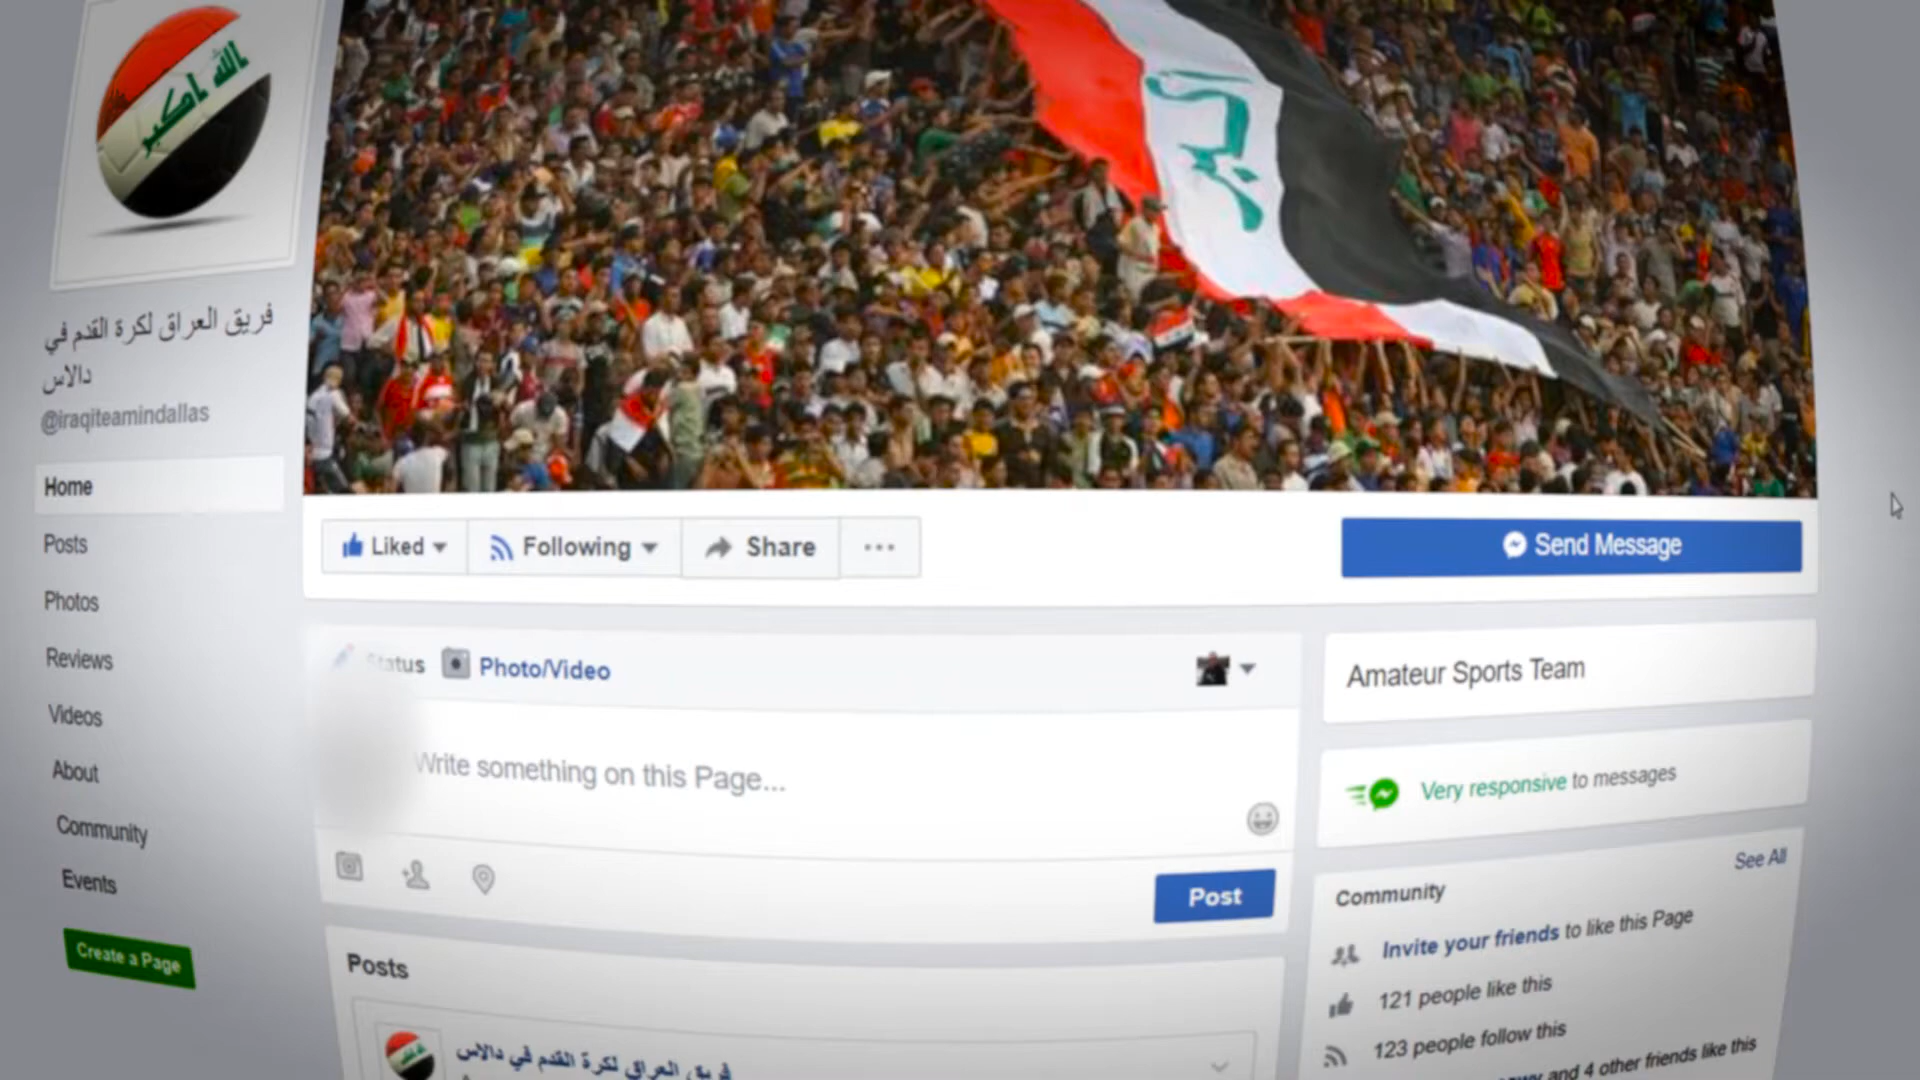 الله اكبر
فريق العراق لكرة القدم في
دالاس
@iraqiteamindallas
Home
Posts
Photos
Reviews
Videos
About
Community
Events
Create a Page
Liked
Following
Share
Send Message
Photo/Video
Write something on this Page...
Post
Posts
فريق العراق لكرة القدم في دالاس
Amateur Sports Team
Very responsive to messages
Community
See All
Invite your friends to like this Page
121 people like this
123 people follow this
and 4 other friends like this